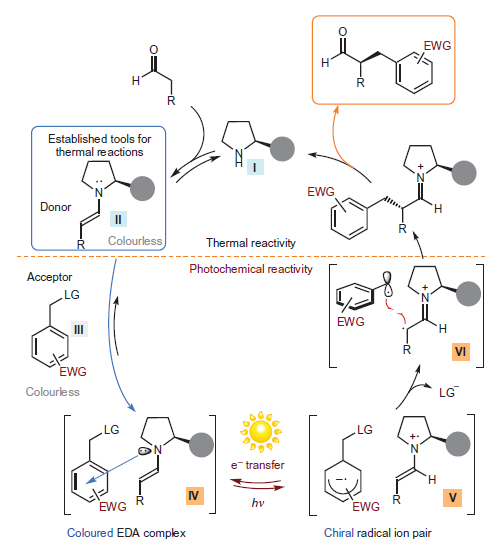 O
H
R
O
EWG
H
R
Established tools for
thermal reactions
N
H
I
+
N
Donor
N
II
EWG
H
R
R
Colourless
Thermal reactivity
Photochemical reactivity
Acceptor
LG
III
EWG
Colourless
EWG
+
N
H
R
VI
LG−
LG
N
EWG
R
IV
e− transfer
hν
LG
−·
EWG
+·
N
H
R
V
Coloured EDA complex
Chiral radical ion pair